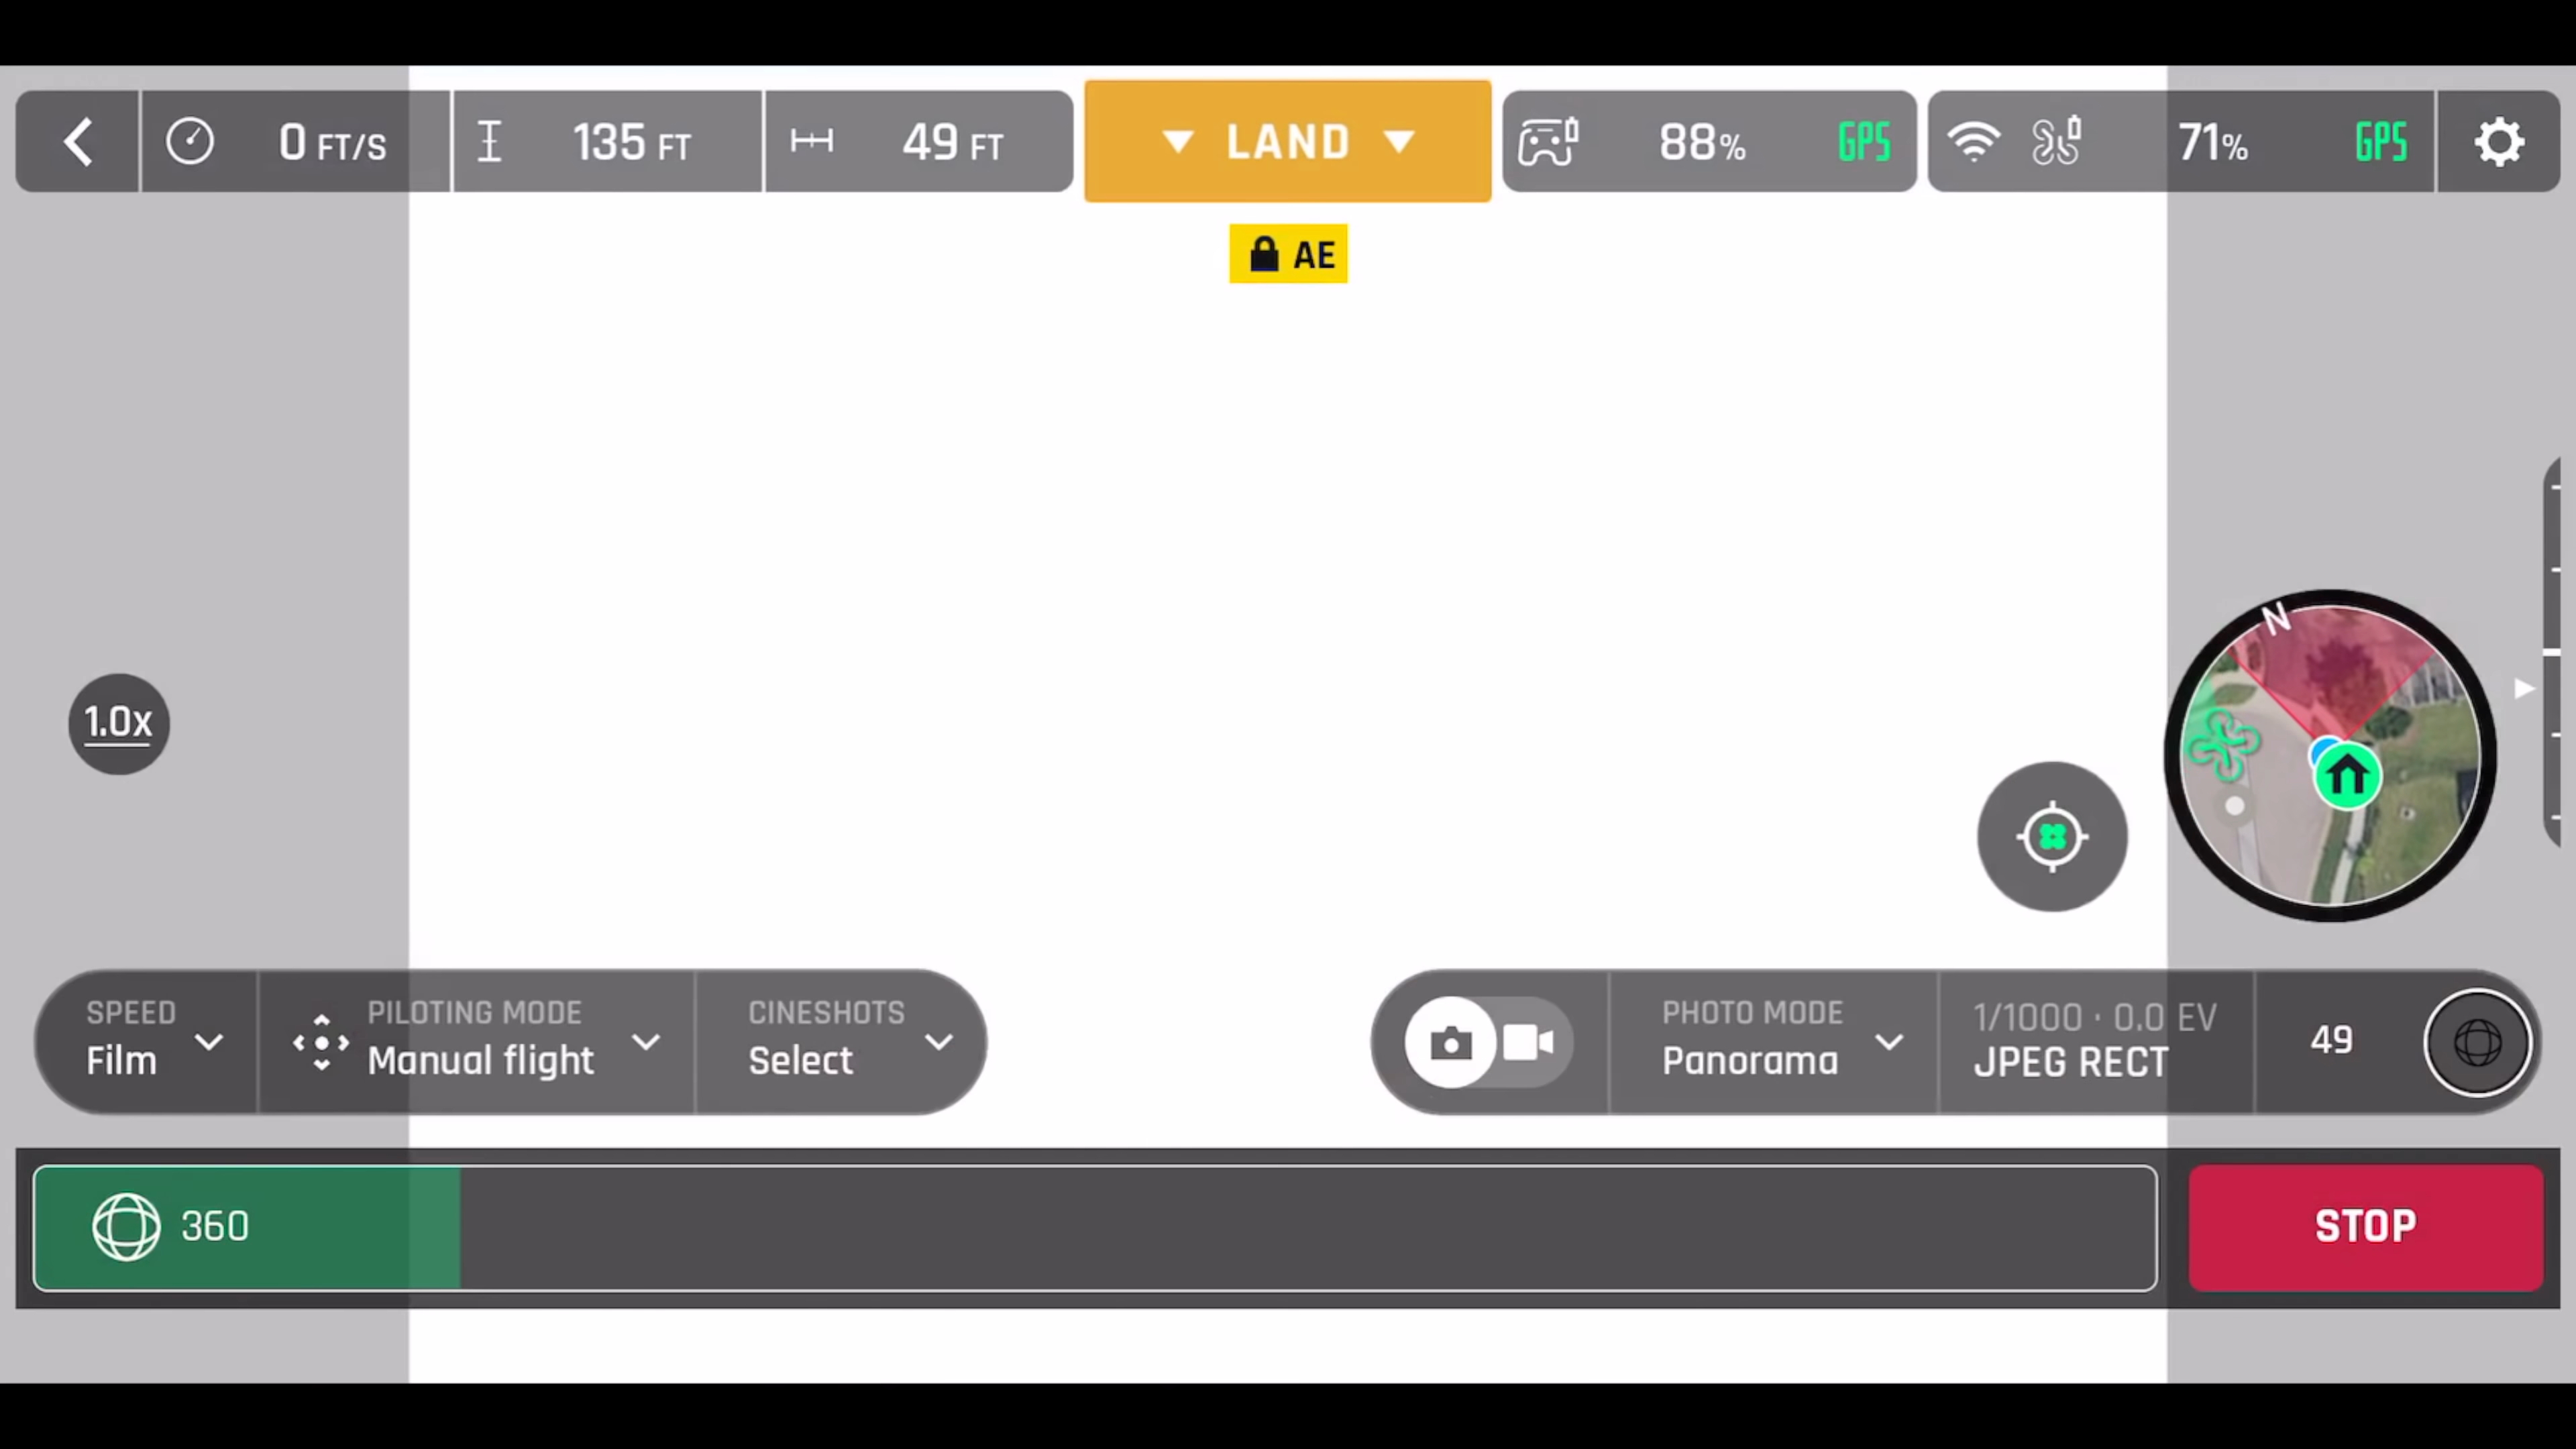 0 FT/S
135 FT
49 FT
LAND
88%
GPS
71%
GPS
AE
N
1.0x
SPEED
Film
PILOTING MODE
Manual flight
CINESHOTS
Select
PHOTO MODE
Panorama
1/1000 · 0.0 EV
JPEG RECT
49
360
STOP